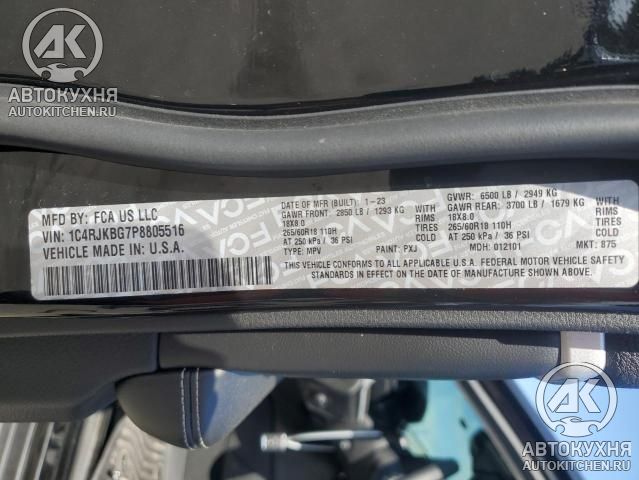 АК
АВТОКУХНЯ
AUTOKITCHEN.RU
MFD BY: FCA US LLC
VIN: 1C4RJKBG7P8805516
VEHICLE MADE IN U.S.A.
DATE OF MFR (BUILT): 1-23 GVWR: 6500 LB / 2949 KG
GAWR FRONT: 2850 LB / 1293 KG RIMS GAWR REAR: 3700 LB / 1679 KG RIMS
18X8.0 18X8.0
265/60R18 110H TIRES 265/60R18 110H TIRES
AT 250 kPa / 36 PSI COLD AT 250 kPa / 36 PSI COLD
TYPE: MPV PAINT: PXJ MDH: 012101 MKT: 875
THIS VEHICLE CONFORMS TO ALL APPLICABLE U.S.A. FEDERAL MOTOR VEHICLE SAFETY
STANDARDS IN EFFECT ON THE DATE OF MANUFACTURE SHOWN ABOVE.
АК
АВТОКУХНЯ
AUTOKITCHEN.RU